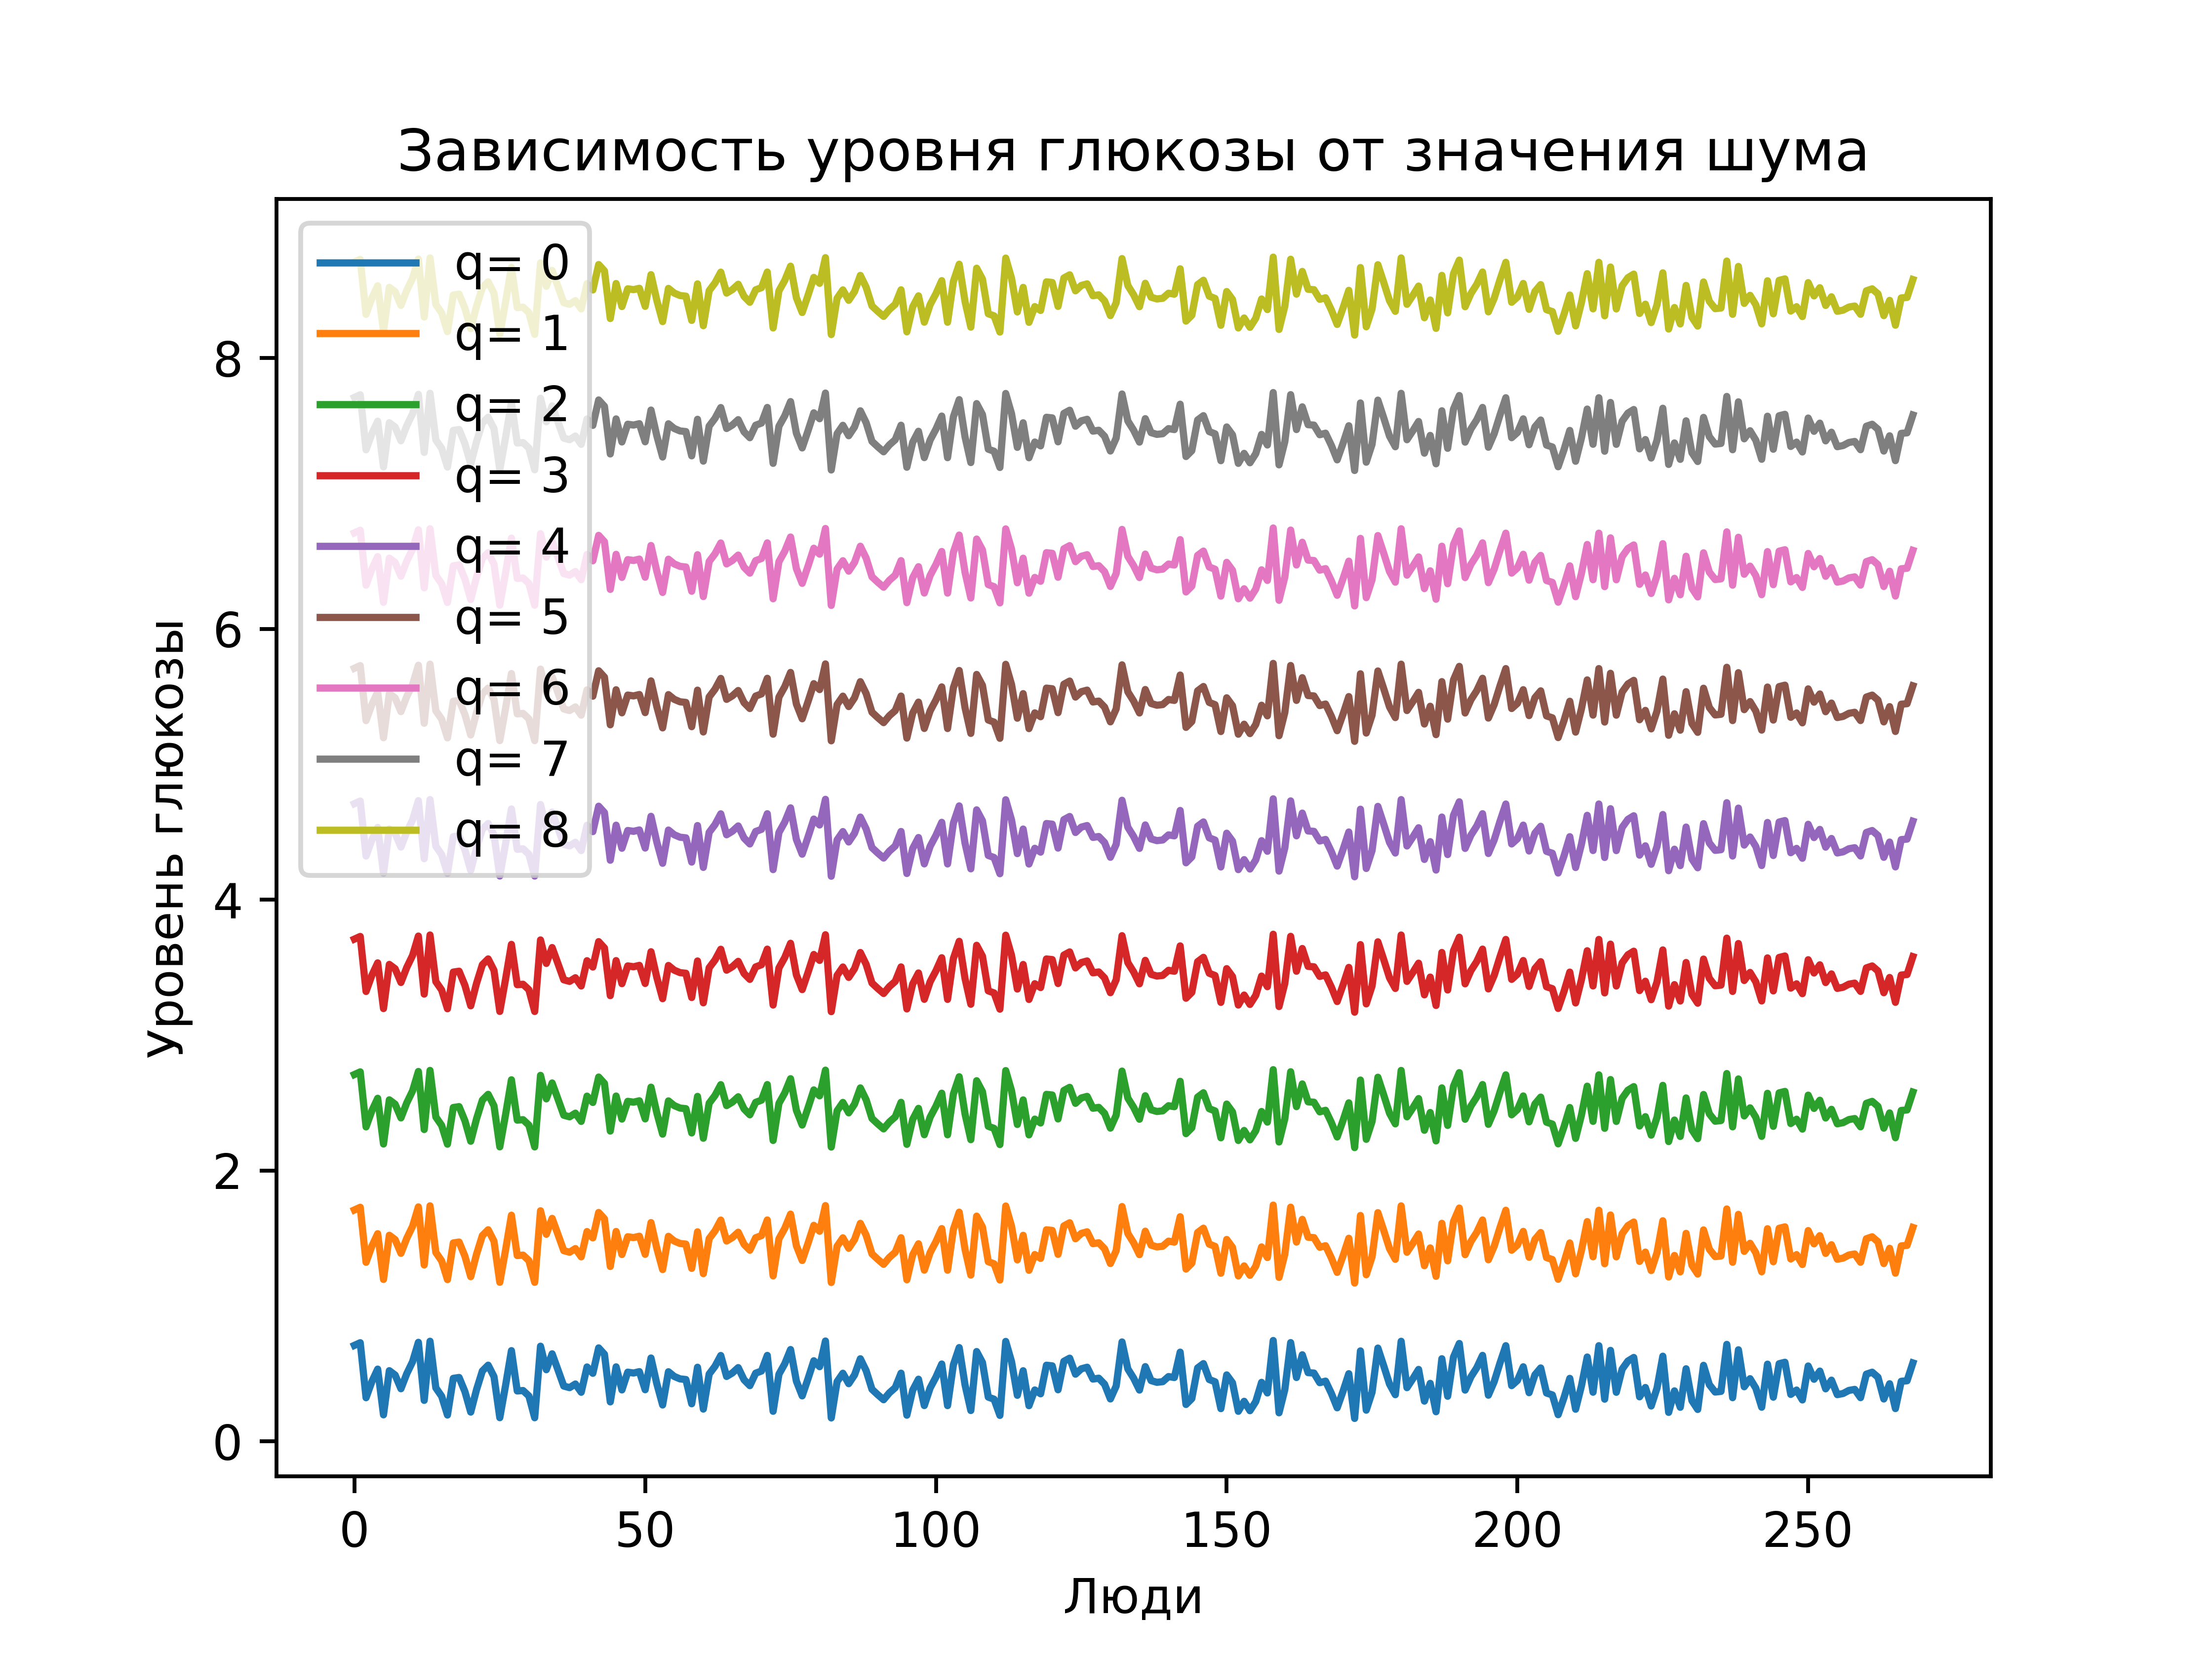 Зависимость уровня глюкозы от значения шума
q= 0
q= 1
q= 2
q= 3
q= 4
q= 5
q= 6
q= 7
q= 8
Уровень глюкозы
8
6
4
2
0
0 50 100 150 200 250
Люди